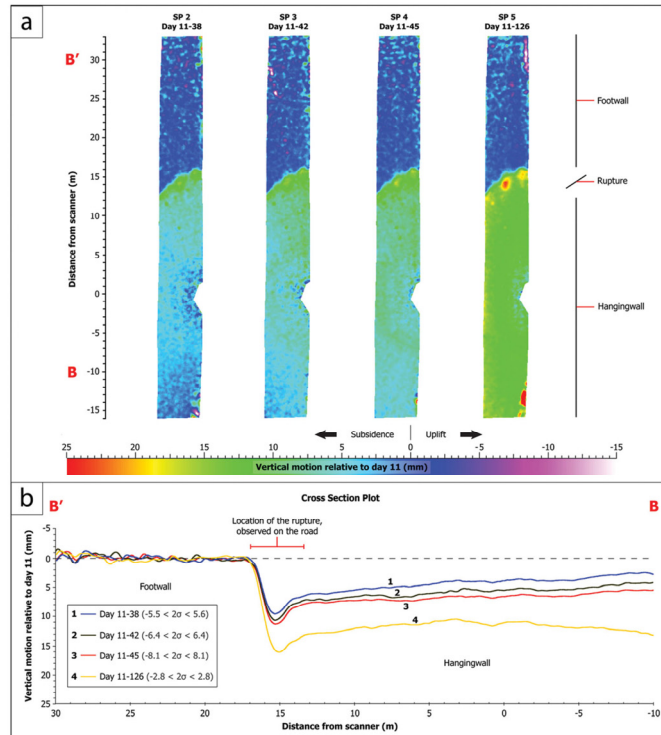 a
SP 2
Day 11-38
SP 3
Day 11-42
SP 4
Day 11-45
SP 5
Day 11-126
B'
B
Distance from scanner (m)
30
25
20
15
10
5
0
-5
-10
-15
Footwall
Rupture
Hangingwall
Subsidence
Uplift
25 20 15 10 5 0 -5 -10 -15
Vertical motion relative to day 11 (mm)
b
B'
Cross Section Plot
B
Location of the rupture,
observed on the road
Vertical motion relative to day 11 (mm)
-5
0
5
10
15
20
25
Footwall
1
2
3
4
1 Day 11-38 (-5.5 < 2σ < 5.6)
2 Day 11-42 (-6.4 < 2σ < 6.4)
3 Day 11-45 (-8.1 < 2σ < 8.1)
4 Day 11-126 (-2.8 < 2σ < 2.8)
Hangingwall
30 25 20 15 10 5 0 -5 -10
Distance from scanner (m)